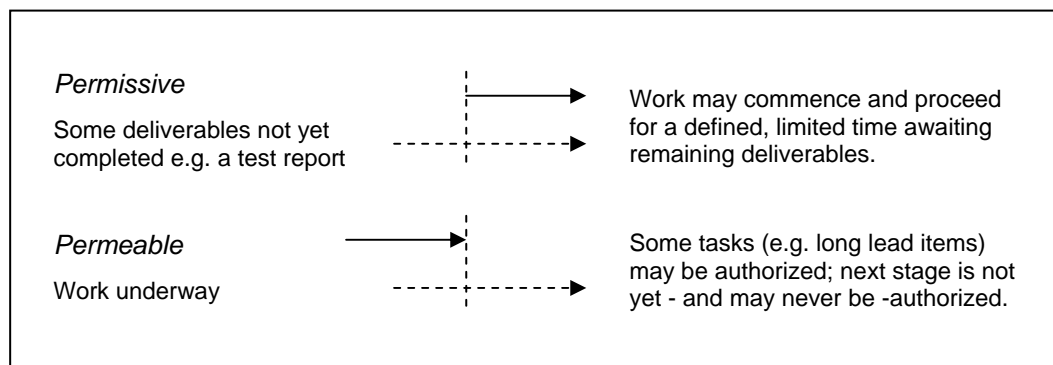 Permissive
Some deliverables not yet
completed e.g. a test report
Work may commence and proceed
for a defined, limited time awaiting
remaining deliverables.
Permeable
Work underway
Some tasks (e.g. long lead items)
may be authorized; next stage is not
yet - and may never be -authorized.